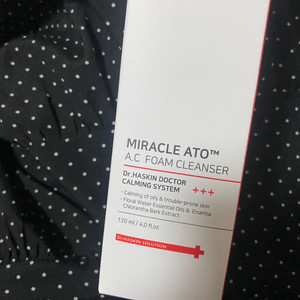 MIRACLE ATO™
A.C FOAM CLEANSER
Dr.HASKIN DOCTOR
CALMING SYSTEM +++
- Calming of oily & trouble-prone skin
- Floral Water Essential Oils & Enantia
Chlorantha Bark Extract
120 ml / 4.0 fl.oz
Dr.HASKIN SOLUTION